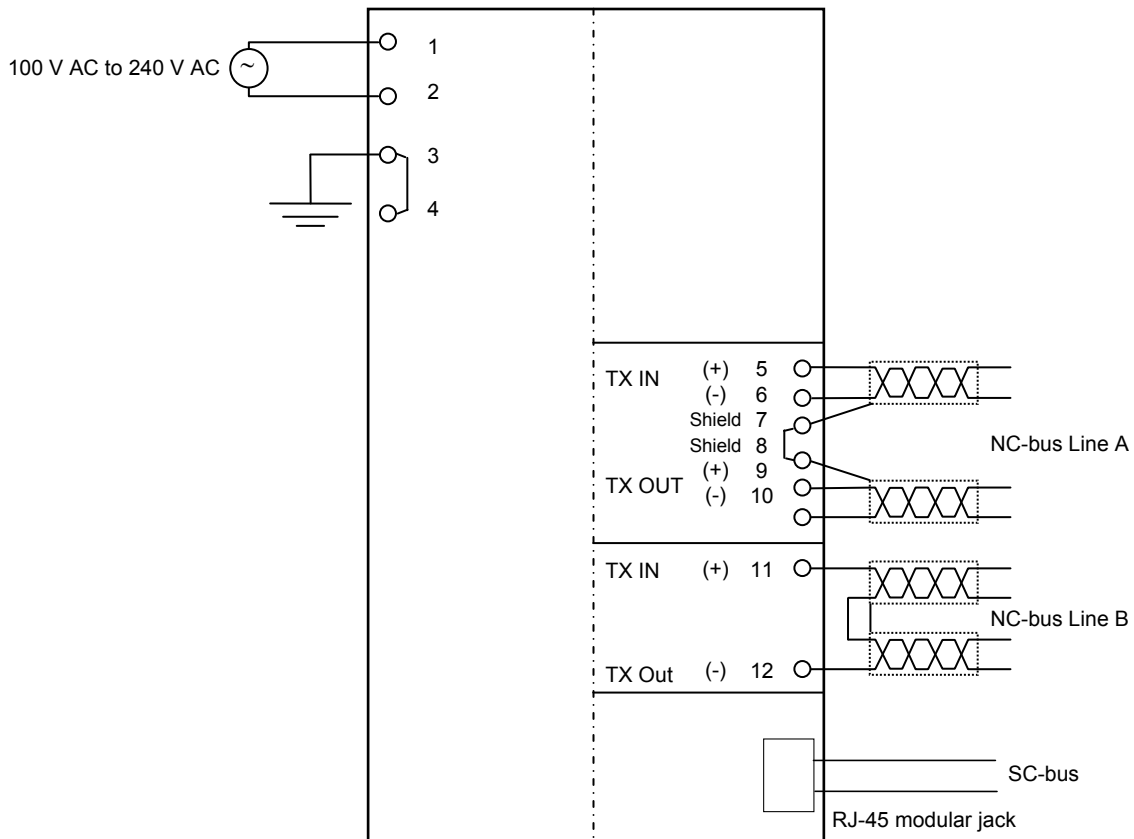 100 V AC to 240 V AC
~
1
2
3
4
TX IN (+) 5
(-) 6
Shield 7
Shield 8
(+) 9
TX OUT (-) 10
NC-bus Line A
TX IN (+) 11
NC-bus Line B
TX Out (-) 12
SC-bus
RJ-45 modular jack